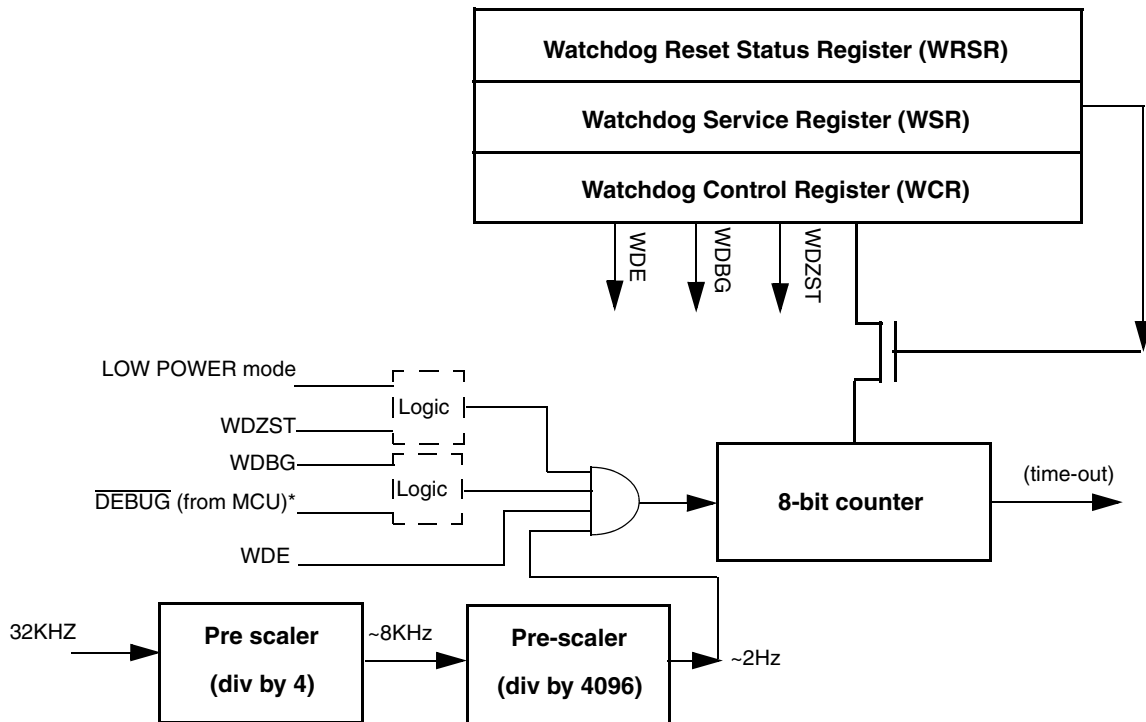 Watchdog Reset Status Register (WRSR)
Watchdog Service Register (WSR)
Watchdog Control Register (WCR)
WDE
WDBG
WDZST
LOW POWER mode
Logic
WDZST
WDBG
Logic
DEBUG (from MCU)*
WDE
8-bit counter
(time-out)
32KHZ
Pre scaler
(div by 4)
~8KHz
Pre-scaler
(div by 4096)
~2Hz